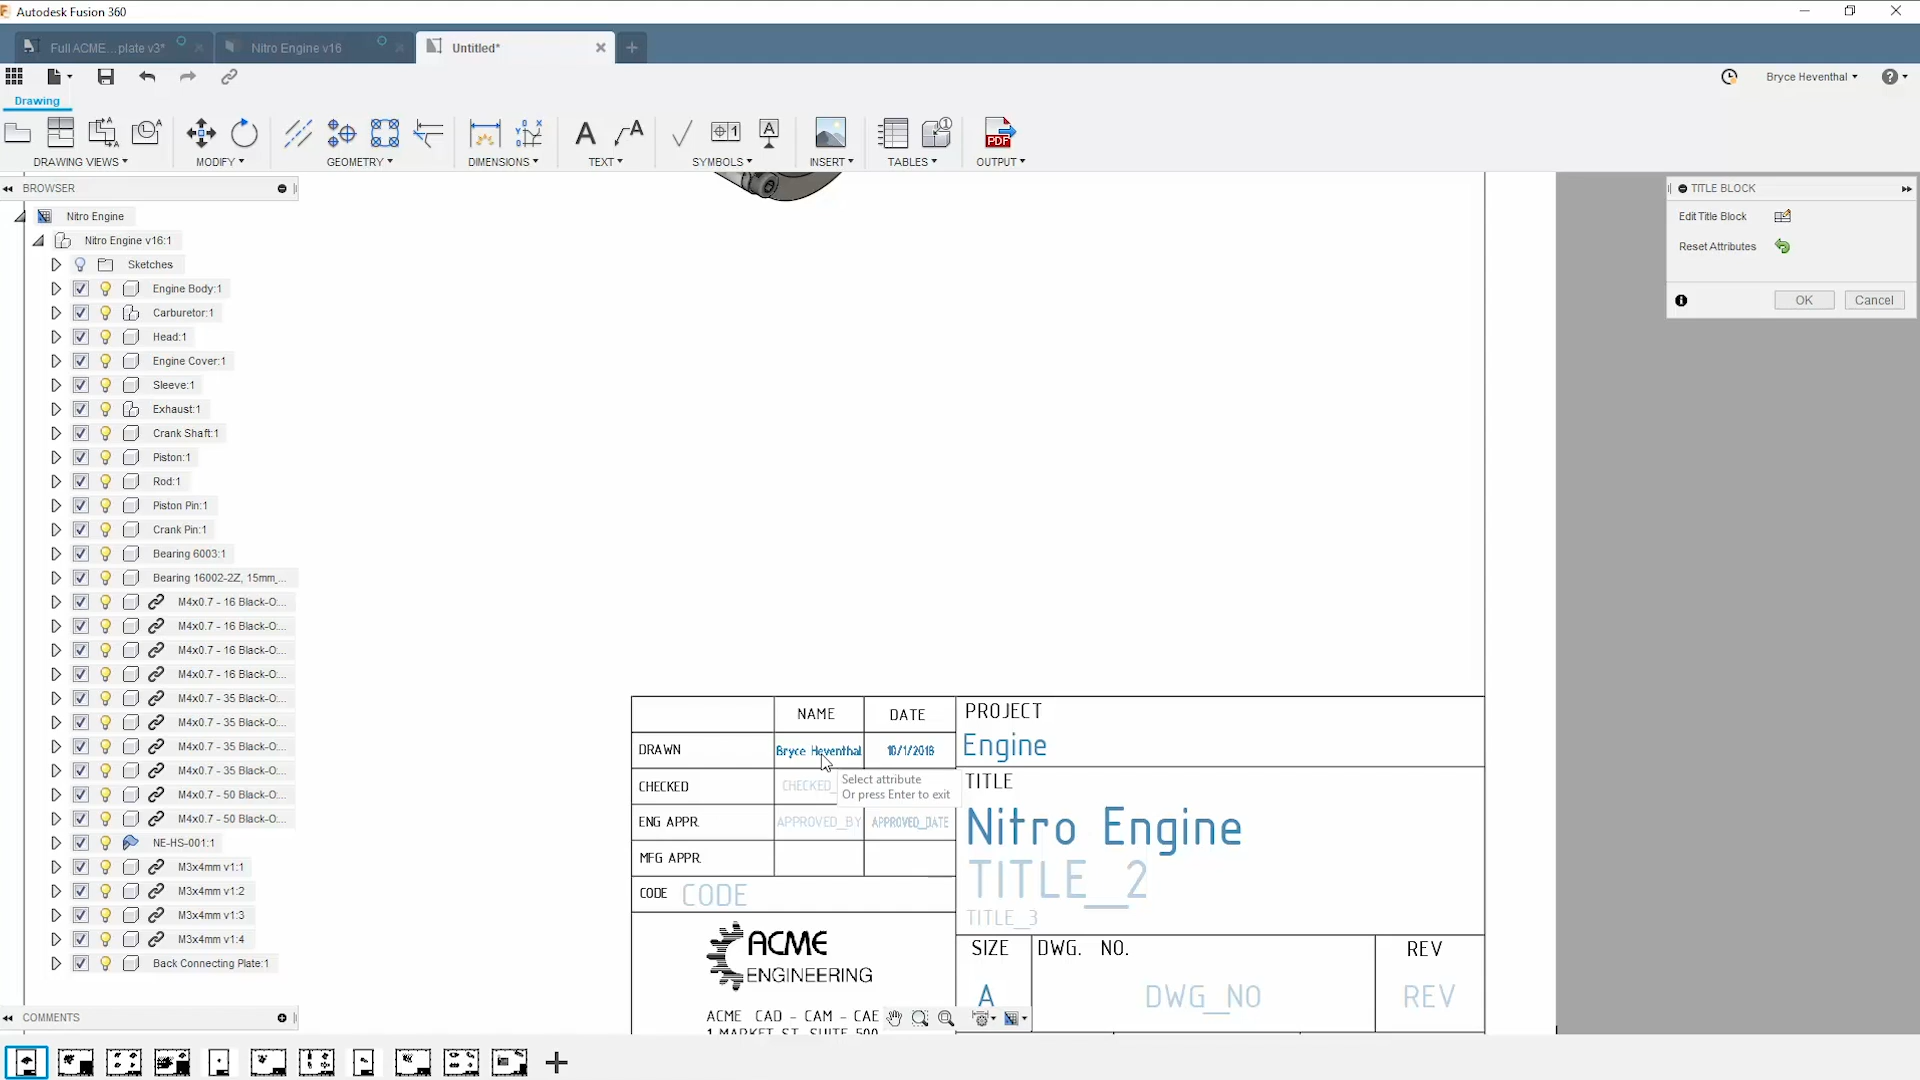 Autodesk Fusion 360
Full ACME...plate v3*
Nitro Engine v16
Untitled*
Bryce Heventhal
Drawing
DRAWING VIEWS
MODIFY
GEOMETRY
DIMENSIONS
TEXT
SYMBOLS
INSERT
TABLES
PDF
OUTPUT
BROWSER
Nitro Engine
Nitro Engine v16:1
Sketches
Engine Body:1
Carburetor:1
Head:1
Engine Cover:1
Sleeve:1
Exhaust:1
Crank Shaft:1
Piston:1
Rod:1
Piston Pin:1
Crank Pin:1
Bearing 6003:1
Bearing 16002-2Z, 15mm_...
M4x0.7 - 16 Black-O:...
M4x0.7 - 16 Black-O:...
M4x0.7 - 16 Black-O:...
M4x0.7 - 16 Black-O:...
M4x0.7 - 35 Black-O:...
M4x0.7 - 35 Black-O:...
M4x0.7 - 35 Black-O:...
M4x0.7 - 35 Black-O:...
M4x0.7 - 50 Black-O:...
M4x0.7 - 50 Black-O:...
NE-HS-001:1
M3x4mm v1:1
M3x4mm v1:2
M3x4mm v1:3
M3x4mm v1:4
Back Connecting Plate:1
COMMENTS
TITLE BLOCK
Edit Title Block
Reset Attributes
OK
Cancel
NAME
DATE
DRAWN
Bryce Heventhal
10/1/2018
CHECKED
CHECKED_
Select attribute
Or press Enter to exit
ENG APPR.
APPROVED_BY
APPROVED_DATE
MFG APPR.
CODE
CODE
ACME
ENGINEERING
ACME CAD - CAM - CAE
1 MARKET ST, SUITE 500
PROJECT
Engine
TITLE
Nitro Engine
TITLE_2
TITLE_3
SIZE
A
DWG. NO.
DWG_NO
REV
REV